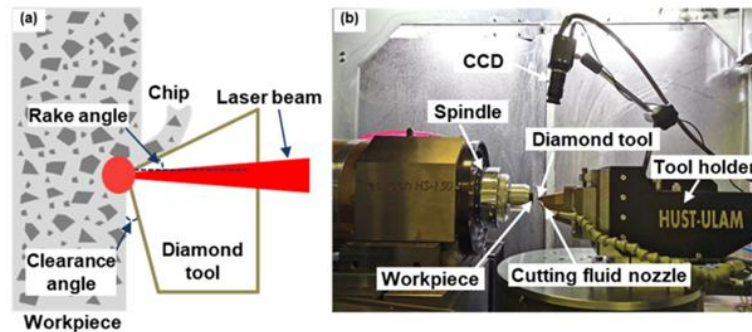 (a)
Chip
Laser beam
Rake angle
Clearance
angle
Diamond
tool
Workpiece
(b)
CCD
Spindle
Diamond tool
Tool holder
HUST-ULAM
Workpiece
Cutting fluid nozzle